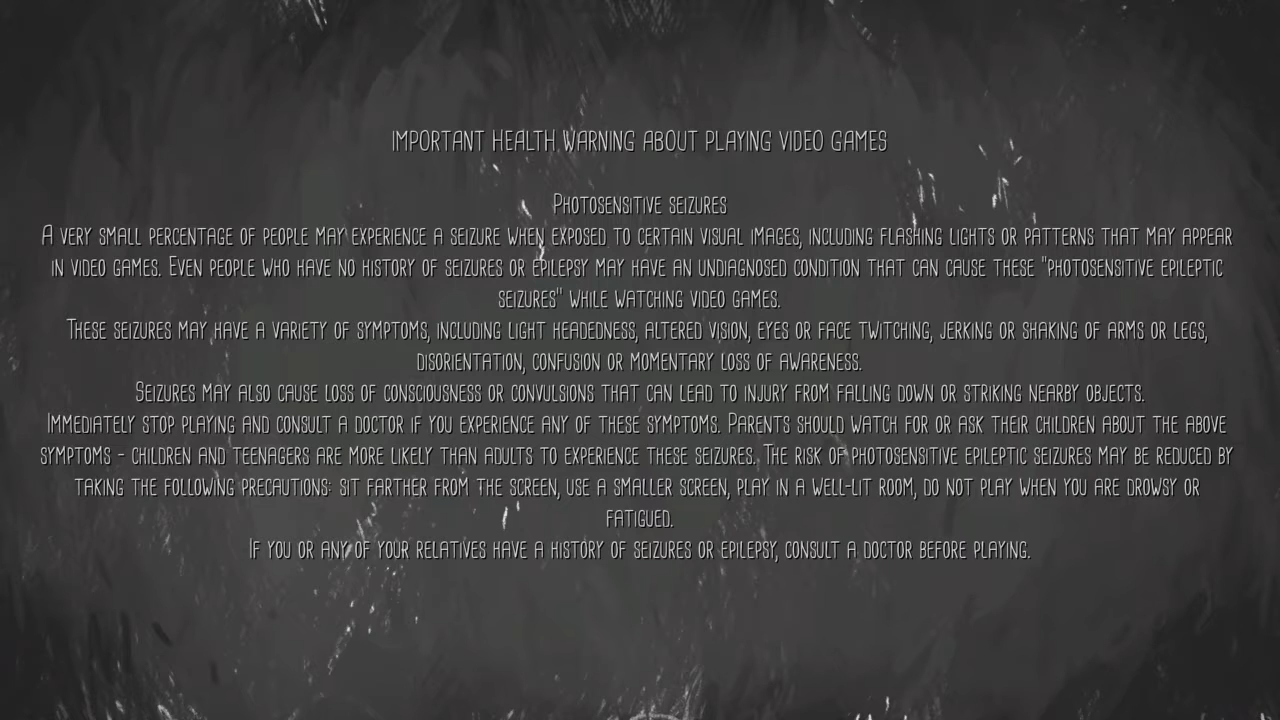 IMPORTANT HEALTH WARNING ABOUT PLAYING VIDEO GAMES
PHOTOSENSITIVE SEIZURES
A VERY SMALL PERCENTAGE OF PEOPLE MAY EXPERIENCE A SEIZURE WHEN EXPOSED TO CERTAIN VISUAL IMAGES, INCLUDING FLASHING LIGHTS OR PATTERNS THAT MAY APPEAR
IN VIDEO GAMES. EVEN PEOPLE WHO HAVE NO HISTORY OF SEIZURES OR EPILEPSY MAY HAVE AN UNDIAGNOSED CONDITION THAT CAN CAUSE THESE "PHOTOSENSITIVE EPILEPTIC
SEIZURES" WHILE WATCHING VIDEO GAMES.
THESE SEIZURES MAY HAVE A VARIETY OF SYMPTOMS, INCLUDING LIGHT HEADEDNESS, ALTERED VISION, EYES OR FACE TWITCHING, JERKING OR SHAKING OF ARMS OR LEGS,
DISORIENTATION, CONFUSION OR MOMENTARY LOSS OF AWARENESS.
SEIZURES MAY ALSO CAUSE LOSS OF CONSCIOUSNESS OR CONVULSIONS THAT CAN LEAD TO INJURY FROM FALLING DOWN OR STRIKING NEARBY OBJECTS.
IMMEDIATELY STOP PLAYING AND CONSULT A DOCTOR IF YOU EXPERIENCE ANY OF THESE SYMPTOMS. PARENTS SHOULD WATCH FOR OR ASK THEIR CHILDREN ABOUT THE ABOVE
SYMPTOMS - CHILDREN AND TEENAGERS ARE MORE LIKELY THAN ADULTS TO EXPERIENCE THESE SEIZURES. THE RISK OF PHOTOSENSITIVE EPILEPTIC SEIZURES MAY BE REDUCED BY
TAKING THE FOLLOWING PRECAUTIONS: SIT FARTHER FROM THE SCREEN, USE A SMALLER SCREEN, PLAY IN A WELL-LIT ROOM, DO NOT PLAY WHEN YOU ARE DROWSY OR
FATIGUED.
IF YOU OR ANY OF YOUR RELATIVES HAVE A HISTORY OF SEIZURES OR EPILEPSY, CONSULT A DOCTOR BEFORE PLAYING.